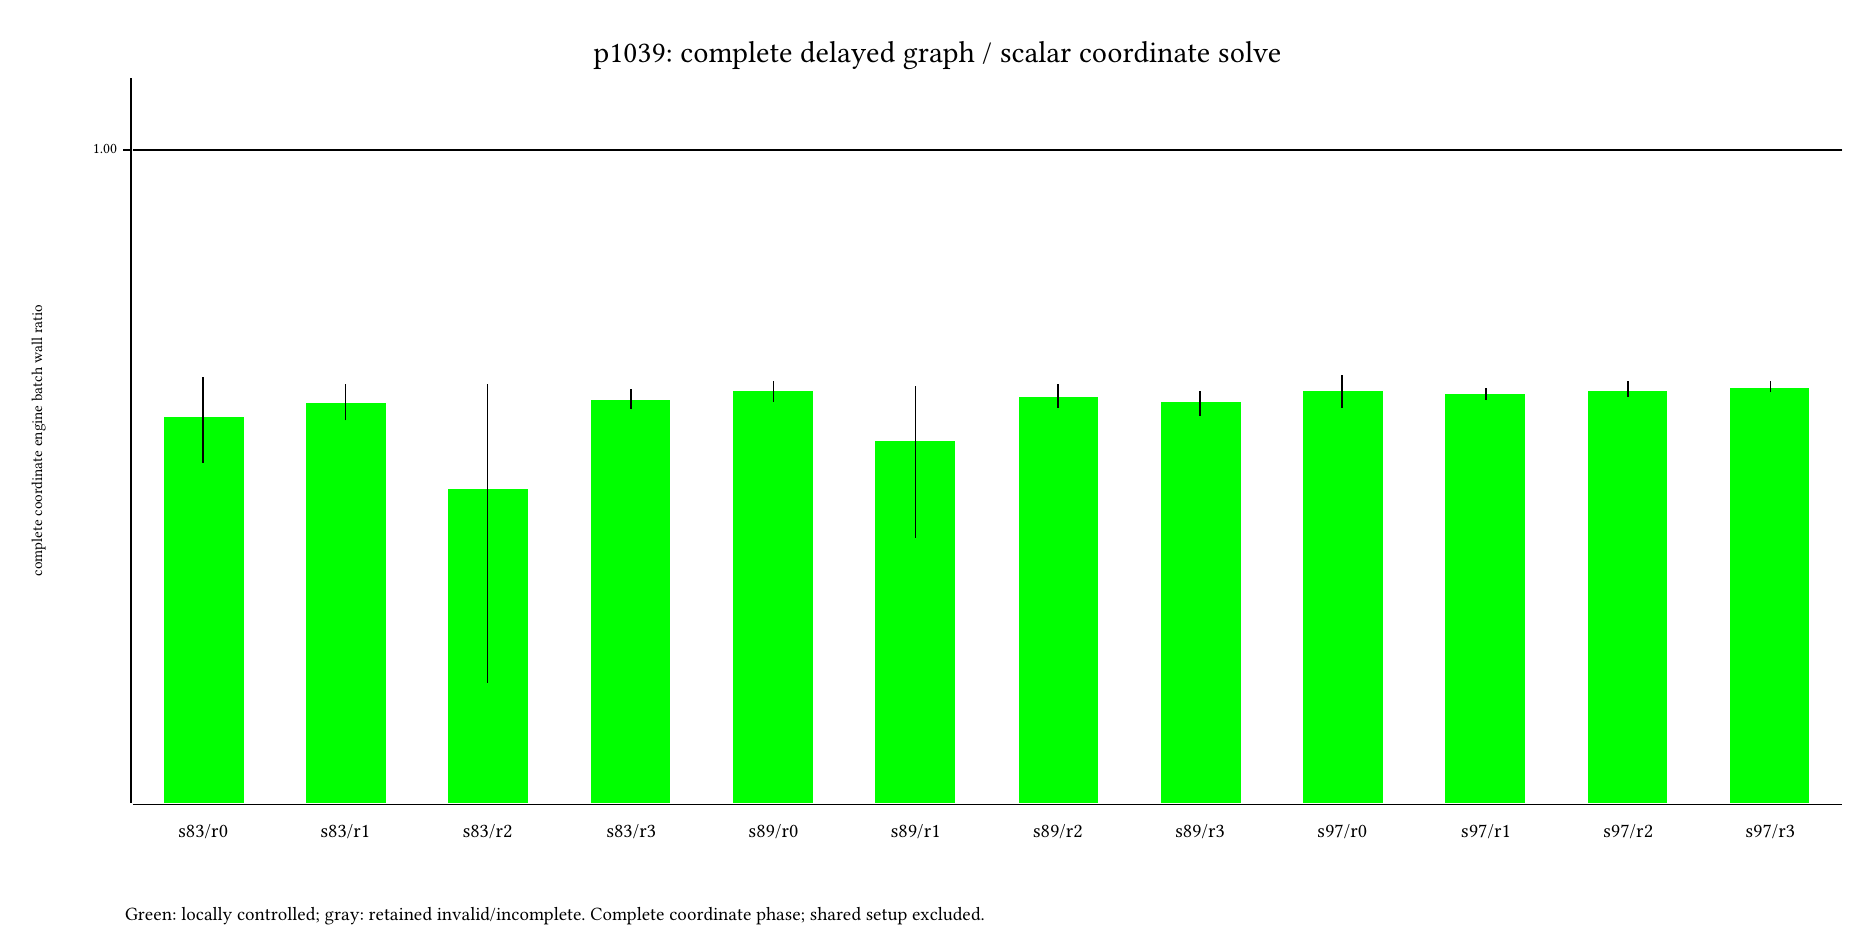 p1039: complete delayed graph / scalar coordinate solve
1.00
complete coordinate engine batch wall ratio
s83/r0 s83/r1 s83/r2 s83/r3 s89/r0 s89/r1 s89/r2 s89/r3 s97/r0 s97/r1 s97/r2 s97/r3
Green: locally controlled; gray: retained invalid/incomplete. Complete coordinate phase; shared setup excluded.